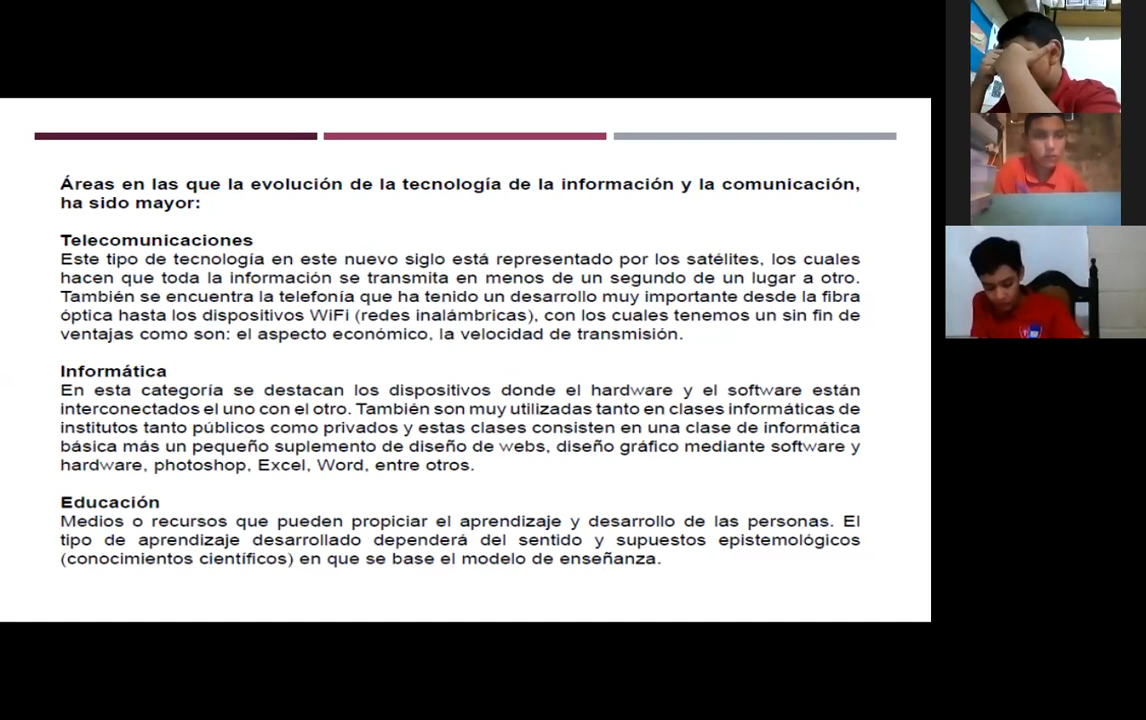 Áreas en las que la evolución de la tecnología de la información y la comunicación,
ha sido mayor:
Telecomunicaciones
Este tipo de tecnología en este nuevo siglo está representado por los satélites, los cuales
hacen que toda la información se transmita en menos de un segundo de un lugar a otro.
También se encuentra la telefonía que ha tenido un desarrollo muy importante desde la fibra
óptica hasta los dispositivos WiFi (redes inalámbricas), con los cuales tenemos un sin fin de
ventajas como son: el aspecto económico, la velocidad de transmisión.
Informática
En esta categoría se destacan los dispositivos donde el hardware y el software están
interconectados el uno con el otro. También son muy utilizadas tanto en clases informáticas de
institutos tanto públicos como privados y estas clases consisten en una clase de informática
básica más un pequeño suplemento de diseño de webs, diseño gráfico mediante software y
hardware, photoshop, Excel, Word, entre otros.
Educación
Medios o recursos que pueden propiciar el aprendizaje y desarrollo de las personas. El
tipo de aprendizaje desarrollado dependerá del sentido y supuestos epistemológicos
(conocimientos científicos) en que se base el modelo de enseñanza.